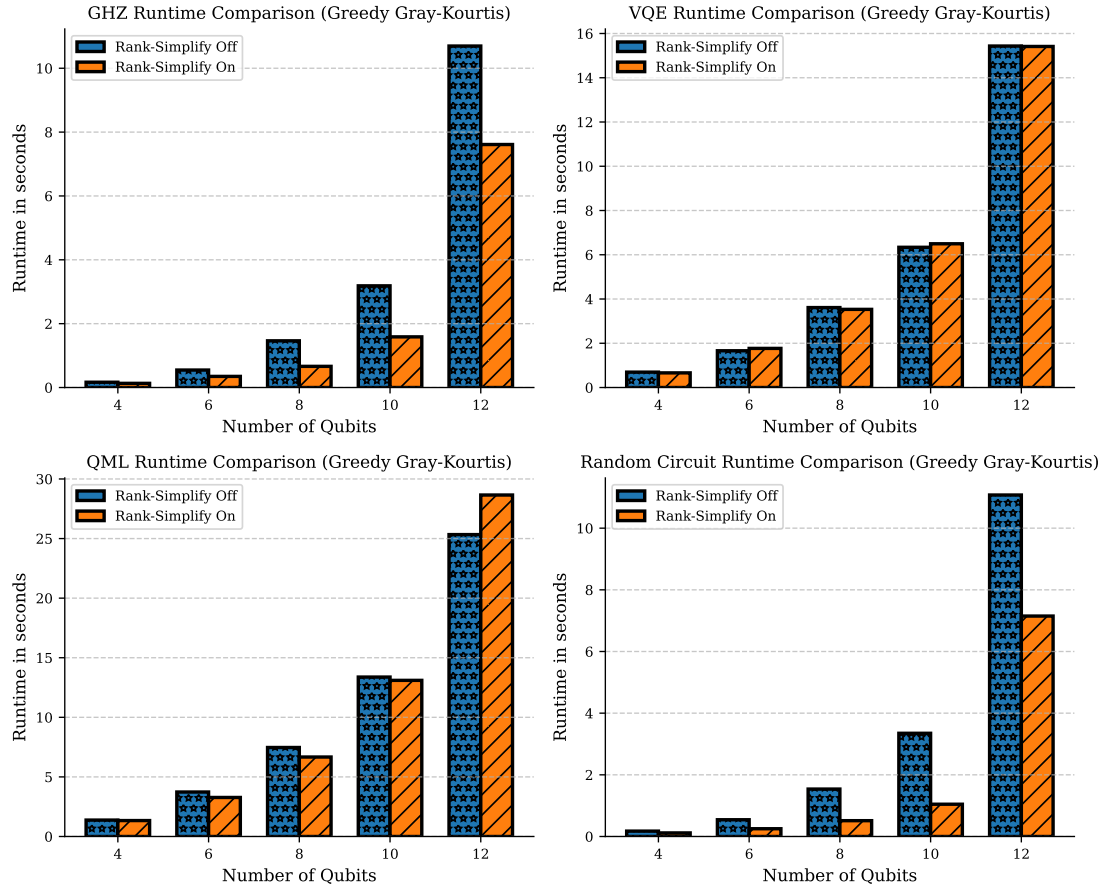 GHZ Runtime Comparison (Greedy Gray-Kourtis)
Rank-Simplify Off
Rank-Simplify On
10
8
6
4
2
0
Runtime in seconds
4 6 8 10 12
Number of Qubits
VQE Runtime Comparison (Greedy Gray-Kourtis)
Rank-Simplify Off
Rank-Simplify On
16
14
12
10
8
6
4
2
0
Runtime in seconds
4 6 8 10 12
Number of Qubits
QML Runtime Comparison (Greedy Gray-Kourtis)
Rank-Simplify Off
Rank-Simplify On
30
25
20
15
10
5
0
Runtime in seconds
4 6 8 10 12
Number of Qubits
Random Circuit Runtime Comparison (Greedy Gray-Kourtis)
Rank-Simplify Off
Rank-Simplify On
10
8
6
4
2
0
Runtime in seconds
4 6 8 10 12
Number of Qubits